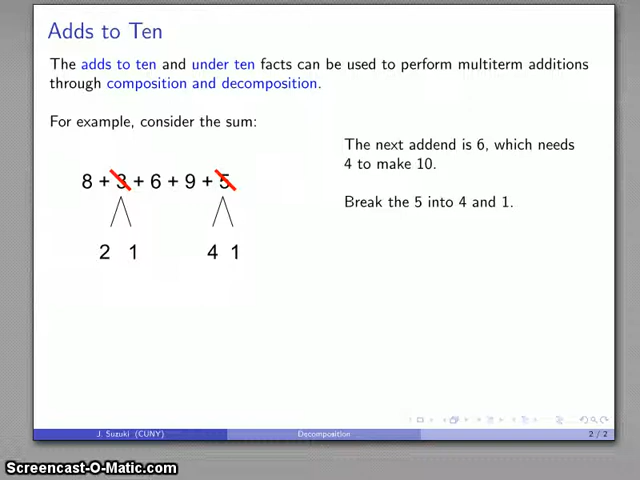 Adds to Ten
The adds to ten and under ten facts can be used to perform multiterm additions
through composition and decomposition.
For example, consider the sum:
The next addend is 6, which needs
4 to make 10.
8 + 3 + 6 + 9 + 5
Break the 5 into 4 and 1.
2 1 4 1
J. Suzuki (CUNY) Decomposition 2 / 2
Screencast-O-Matic.com